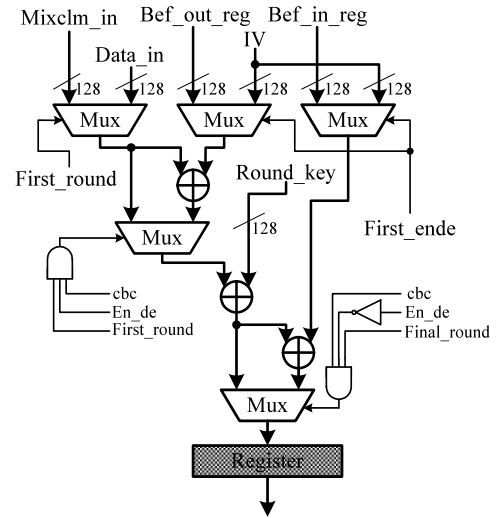 Mixclm_in
Bef_out_reg
Bef_in_reg
Data_in
IV
128
128
128
128
128
128
Mux
Mux
Mux
First_round
Round_key
First_ende
128
Mux
cbc
En_de
First_round
cbc
En_de
Final_round
Mux
Register